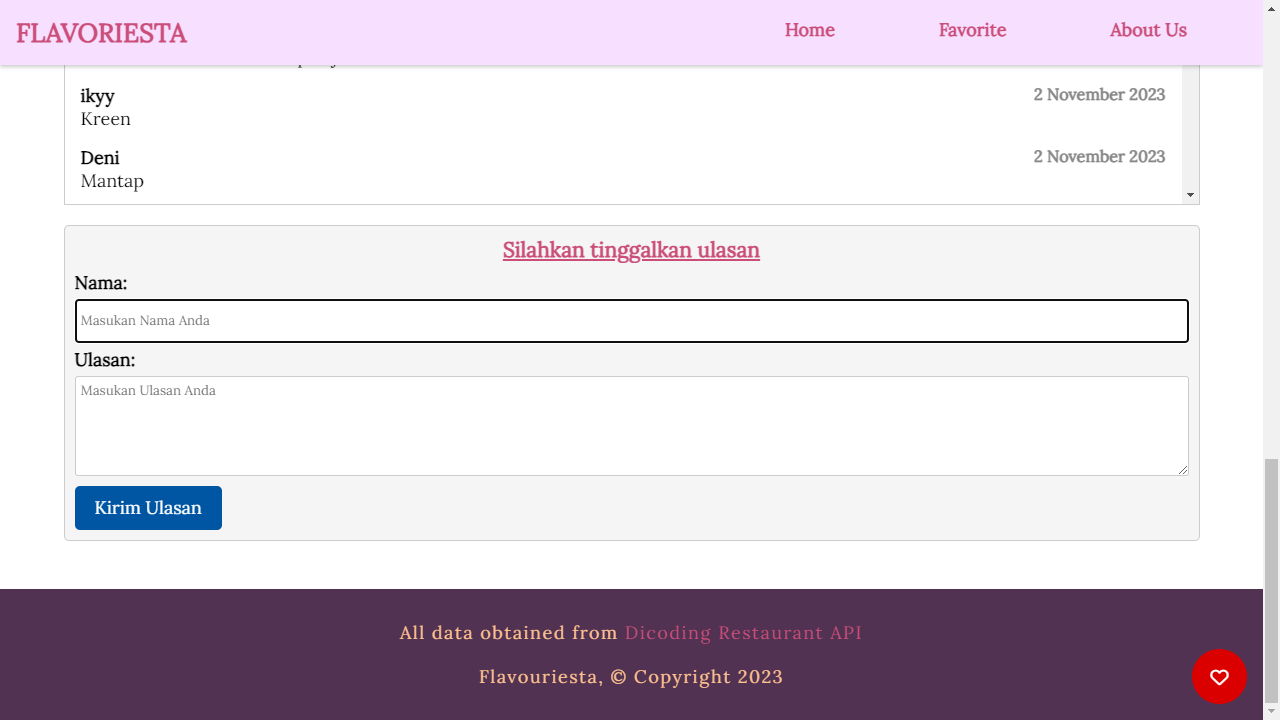 FLAVORIESTA Home Favorite About Us
ikyy 2 November 2023
Kreen
Deni 2 November 2023
Mantap
Silahkan tinggalkan ulasan
Nama:
Masukan Nama Anda
Ulasan:
Masukan Ulasan Anda
Kirim Ulasan
All data obtained from Dicoding Restaurant API
Flavouriesta, © Copyright 2023